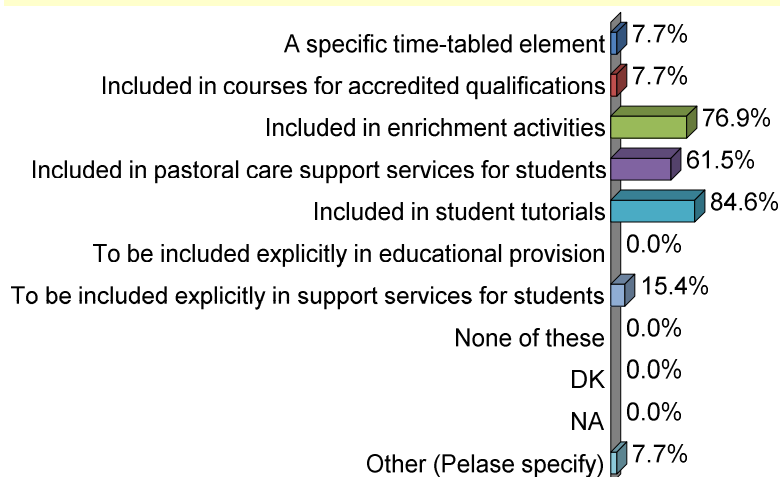 A specific time-tabled element 7.7%
Included in courses for accredited qualifications 7.7%
Included in enrichment activities 76.9%
Included in pastoral care support services for students 61.5%
Included in student tutorials 84.6%
To be included explicitly in educational provision 0.0%
To be included explicitly in support services for students 15.4%
None of these 0.0%
DK 0.0%
NA 0.0%
Other (Pelase specify) 7.7%